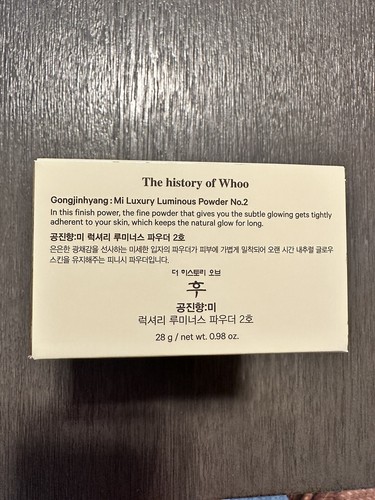 The history of Whoo
Gongjinhyang : Mi Luxury Luminous Powder No.2
In this finish power, the fine powder that gives you the subtle glowing gets tightly
adherent to your skin, which keeps the natural glow for long.
공진향:미 럭셔리 루미너스 파우더 2호
은은한 광채감을 선사하는 미세한 입자의 파우더가 피부에 가볍게 밀착되어 오랜 시간 내추럴 글로우
스킨을 유지해주는 피니시 파우더입니다.
더 히스토리 오브
후
공진향:미
럭셔리 루미너스 파우더 2호
28 g / net wt. 0.98 oz.